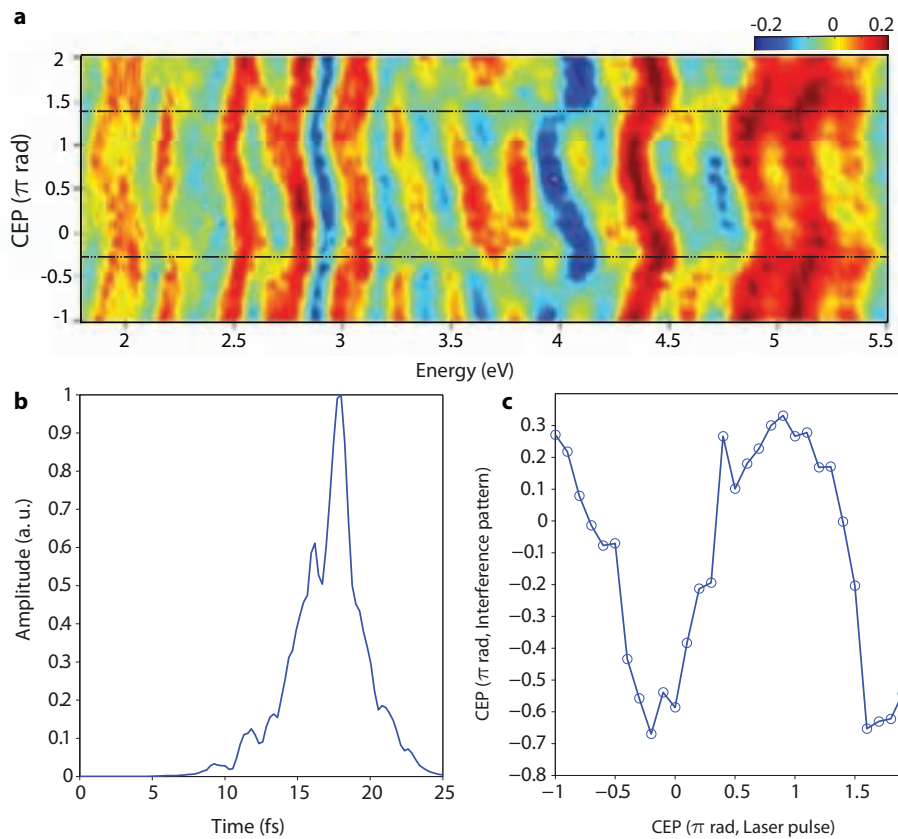 a
-0.2 0 0.2
2
1.5
1
0.5
0
-0.5
-1
CEP (π rad)
2 2.5 3 3.5 4 4.5 5 5.5
Energy (eV)
b
1
0.9
0.8
0.7
0.6
0.5
0.4
0.3
0.2
0.1
0
Amplitude (a. u.)
0 5 10 15 20 25
Time (fs)
c
0.3
0.2
0.1
0
−0.1
−0.2
−0.3
−0.4
−0.5
−0.6
−0.7
−0.8
CEP (π rad, Interference pattern)
−1 −0.5 0 0.5 1 1.5
CEP (π rad, Laser pulse)